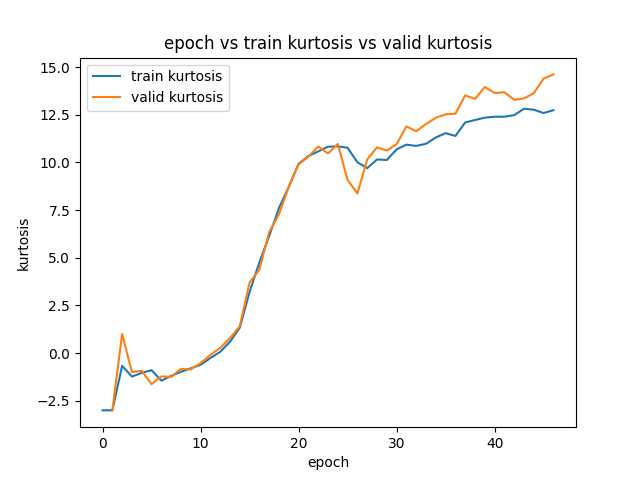 epoch vs train kurtosis vs valid kurtosis
train kurtosis
valid kurtosis
15.0
12.5
10.0
7.5
5.0
2.5
0.0
−2.5
kurtosis
0
10
20
30
40
epoch